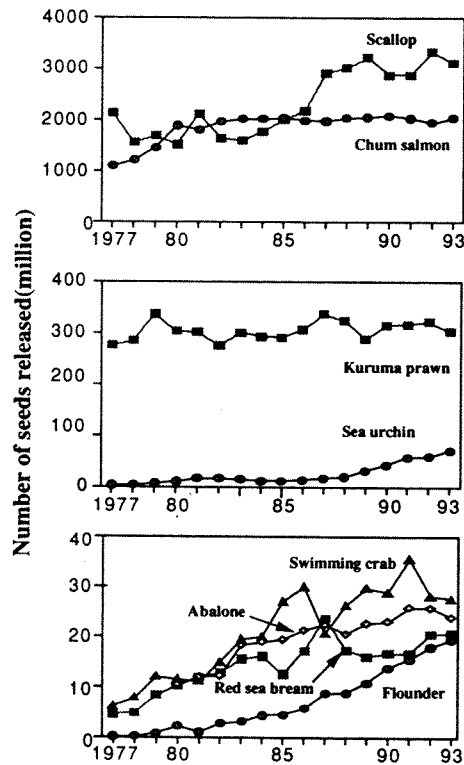 Number of seeds released(million)
4000
3000
2000
1000
0
Scallop
Chum salmon
1977 80 85 90 93
400
300
200
100
0
Kuruma prawn
Sea urchin
1977 80 85 90 93
40
30
20
10
0
Swimming crab
Abalone
Red sea bream
Flounder
1977 80 85 90 93